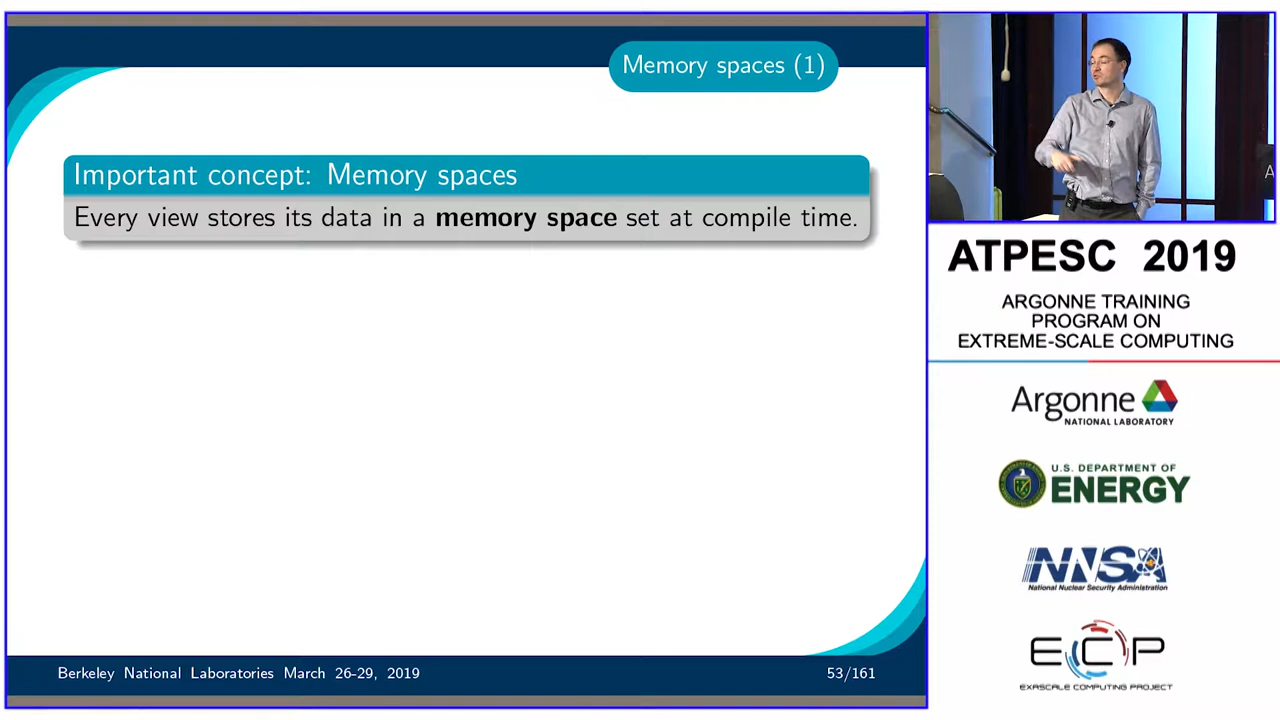 Memory spaces (1)
Important concept: Memory spaces
Every view stores its data in a memory space set at compile time.
Berkeley National Laboratories March 26-29, 2019
53/161
ATPESC 2019
ARGONNE TRAINING
PROGRAM ON
EXTREME-SCALE COMPUTING
Argonne
NATIONAL LABORATORY
U.S. DEPARTMENT OF
ENERGY
NNSA
National Nuclear Security Administration
ECP
EXASCALE COMPUTING PROJECT